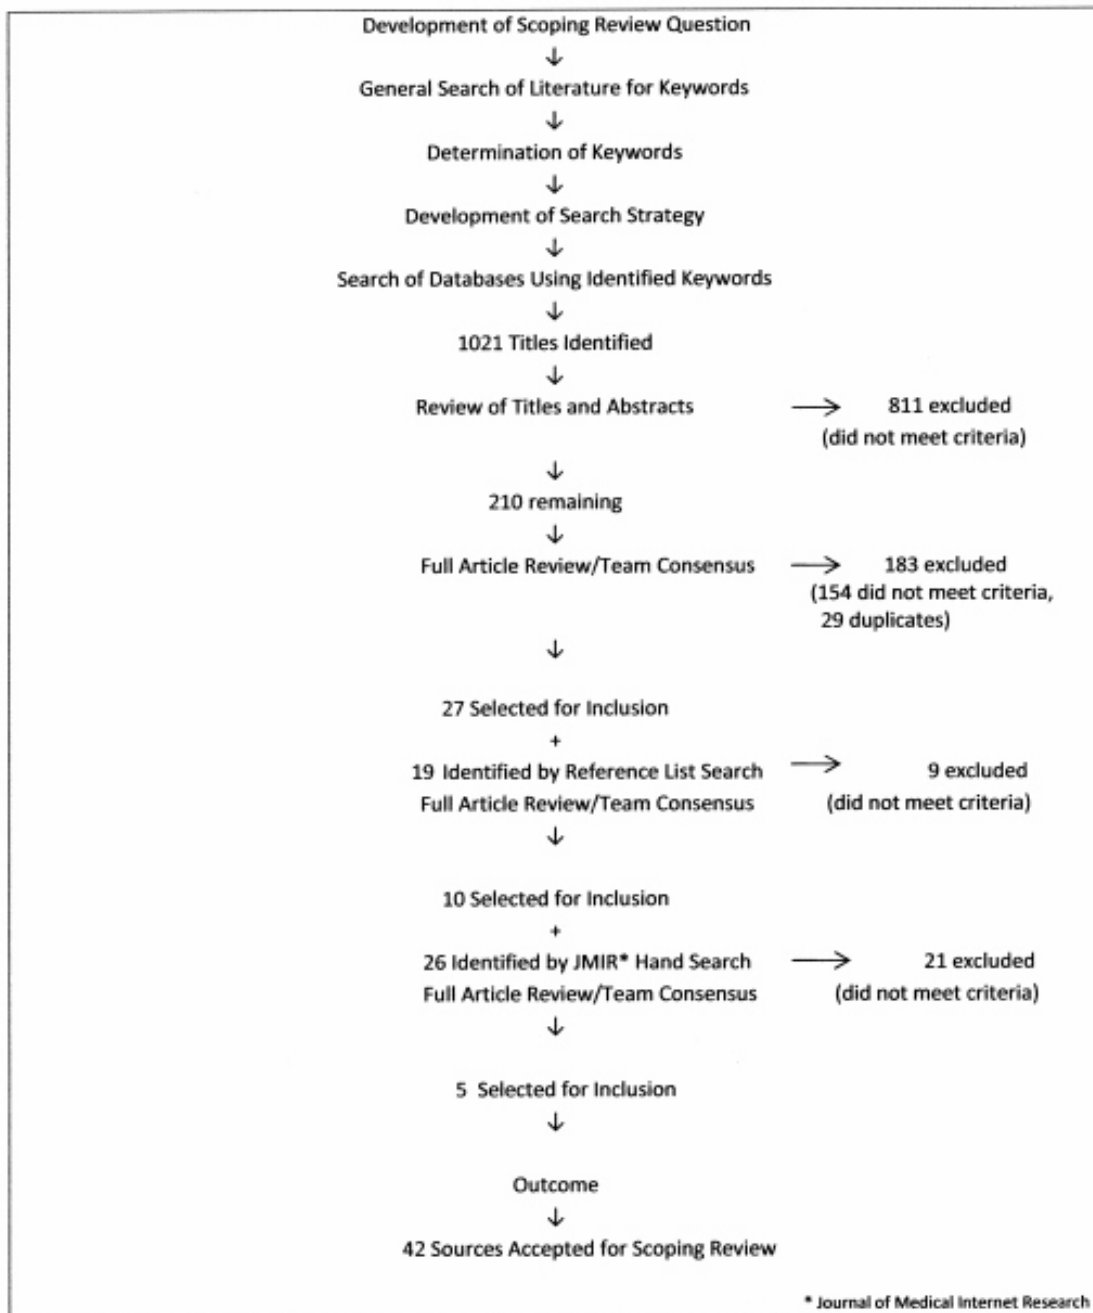 Development of Scoping Review Question
↓
General Search of Literature for Keywords
↓
Determination of Keywords
↓
Development of Search Strategy
↓
Search of Databases Using Identified Keywords
↓
1021 Titles Identified
↓
Review of Titles and Abstracts → 811 excluded
(did not meet criteria)
↓
210 remaining
↓
Full Article Review/Team Consensus → 183 excluded
(154 did not meet criteria,
29 duplicates)
↓
27 Selected for Inclusion
+
19 Identified by Reference List Search → 9 excluded
Full Article Review/Team Consensus (did not meet criteria)
↓
10 Selected for Inclusion
+
26 Identified by JMIR* Hand Search → 21 excluded
Full Article Review/Team Consensus (did not meet criteria)
↓
5 Selected for Inclusion
↓
Outcome
↓
42 Sources Accepted for Scoping Review
* Journal of Medical Internet Research